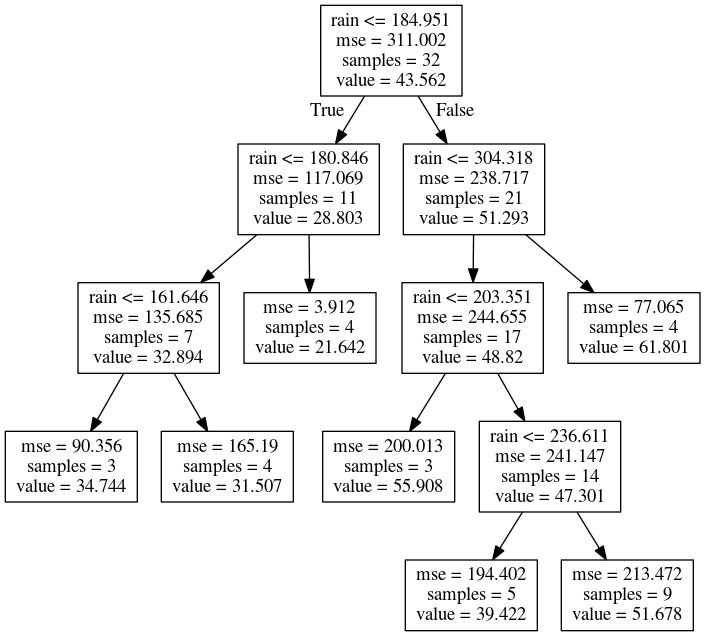 rain <= 184.951
mse = 311.002
samples = 32
value = 43.562
True
False
rain <= 180.846
mse = 117.069
samples = 11
value = 28.803
rain <= 304.318
mse = 238.717
samples = 21
value = 51.293
rain <= 161.646
mse = 135.685
samples = 7
value = 32.894
mse = 3.912
samples = 4
value = 21.642
rain <= 203.351
mse = 244.655
samples = 17
value = 48.82
mse = 77.065
samples = 4
value = 61.801
mse = 90.356
samples = 3
value = 34.744
mse = 165.19
samples = 4
value = 31.507
mse = 200.013
samples = 3
value = 55.908
rain <= 236.611
mse = 241.147
samples = 14
value = 47.301
mse = 194.402
samples = 5
value = 39.422
mse = 213.472
samples = 9
value = 51.678